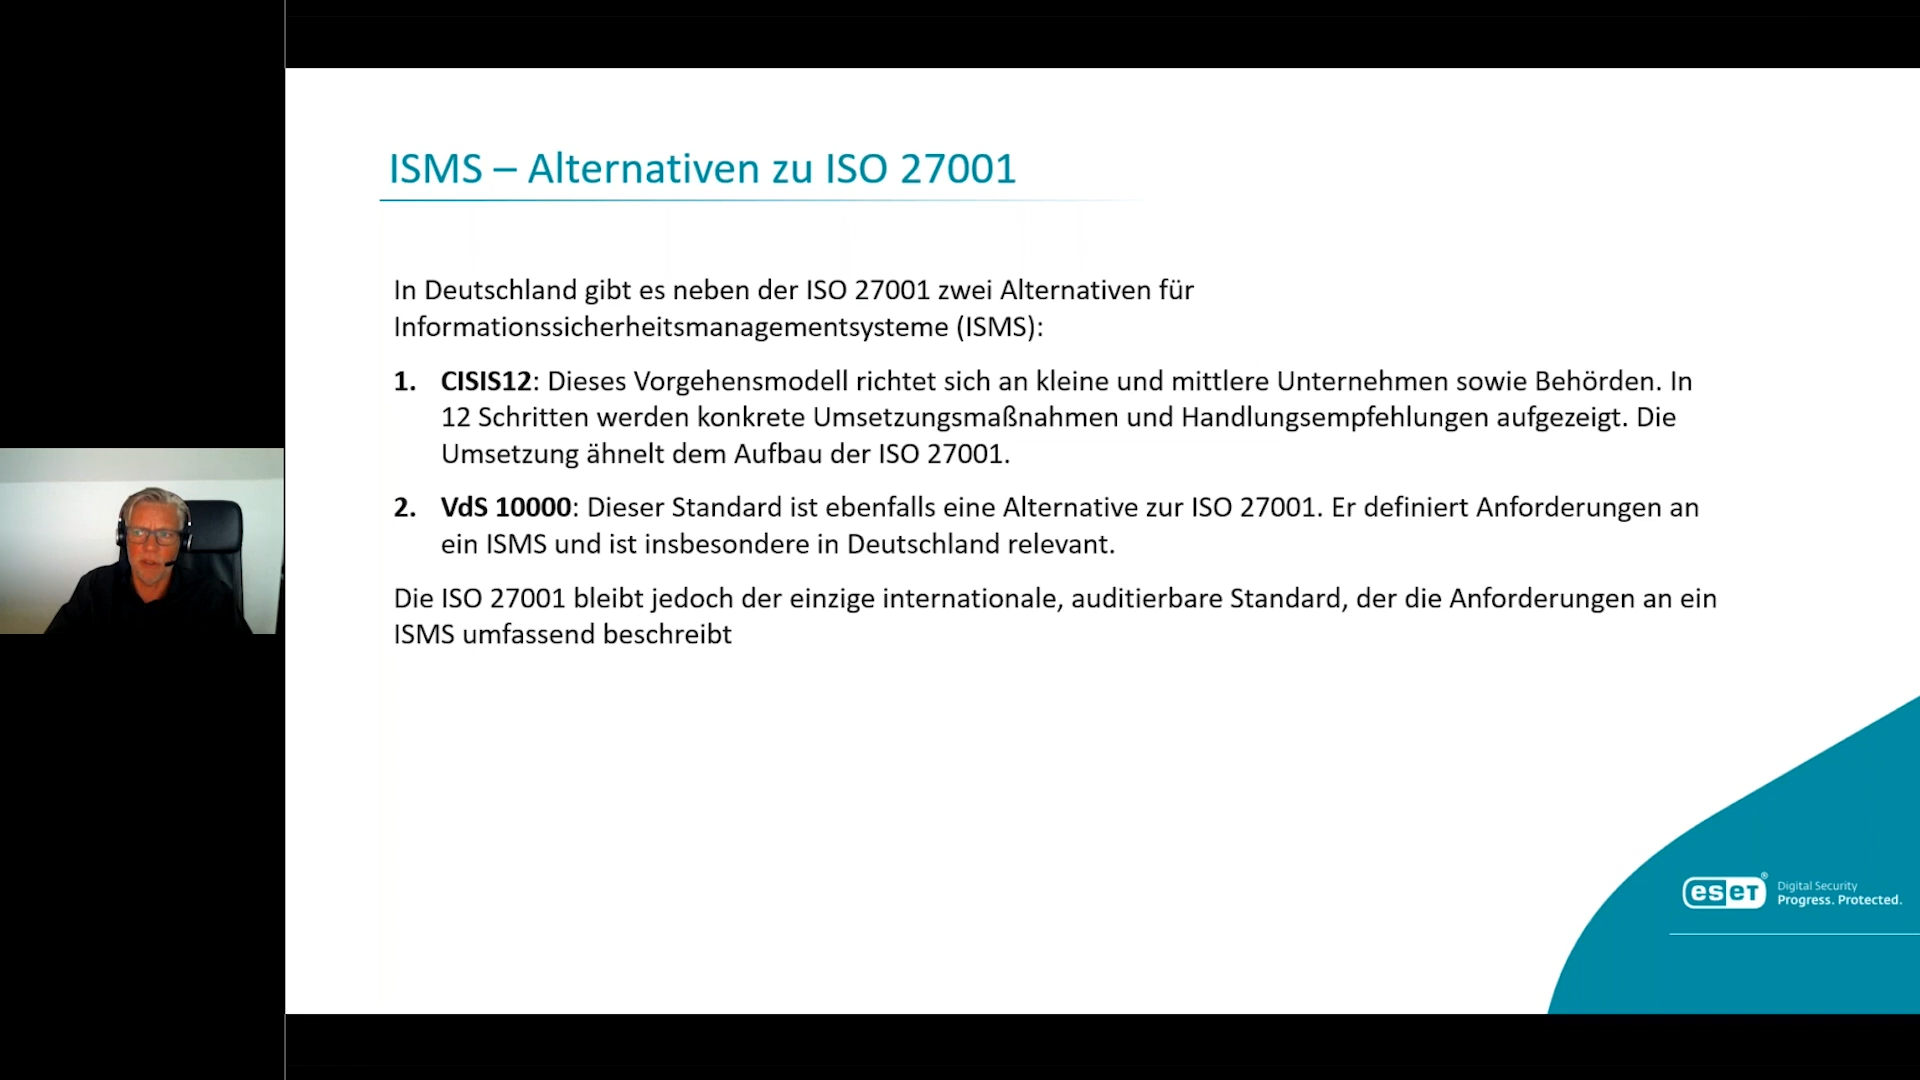 ISMS – Alternativen zu ISO 27001
In Deutschland gibt es neben der ISO 27001 zwei Alternativen für
Informationssicherheitsmanagementsysteme (ISMS):
1. CISIS12: Dieses Vorgehensmodell richtet sich an kleine und mittlere Unternehmen sowie Behörden. In
12 Schritten werden konkrete Umsetzungsmaßnahmen und Handlungsempfehlungen aufgezeigt. Die
Umsetzung ähnelt dem Aufbau der ISO 27001.
2. VdS 10000: Dieser Standard ist ebenfalls eine Alternative zur ISO 27001. Er definiert Anforderungen an
ein ISMS und ist insbesondere in Deutschland relevant.
Die ISO 27001 bleibt jedoch der einzige internationale, auditierbare Standard, der die Anforderungen an ein
ISMS umfassend beschreibt
eseT®
Digital Security
Progress. Protected.